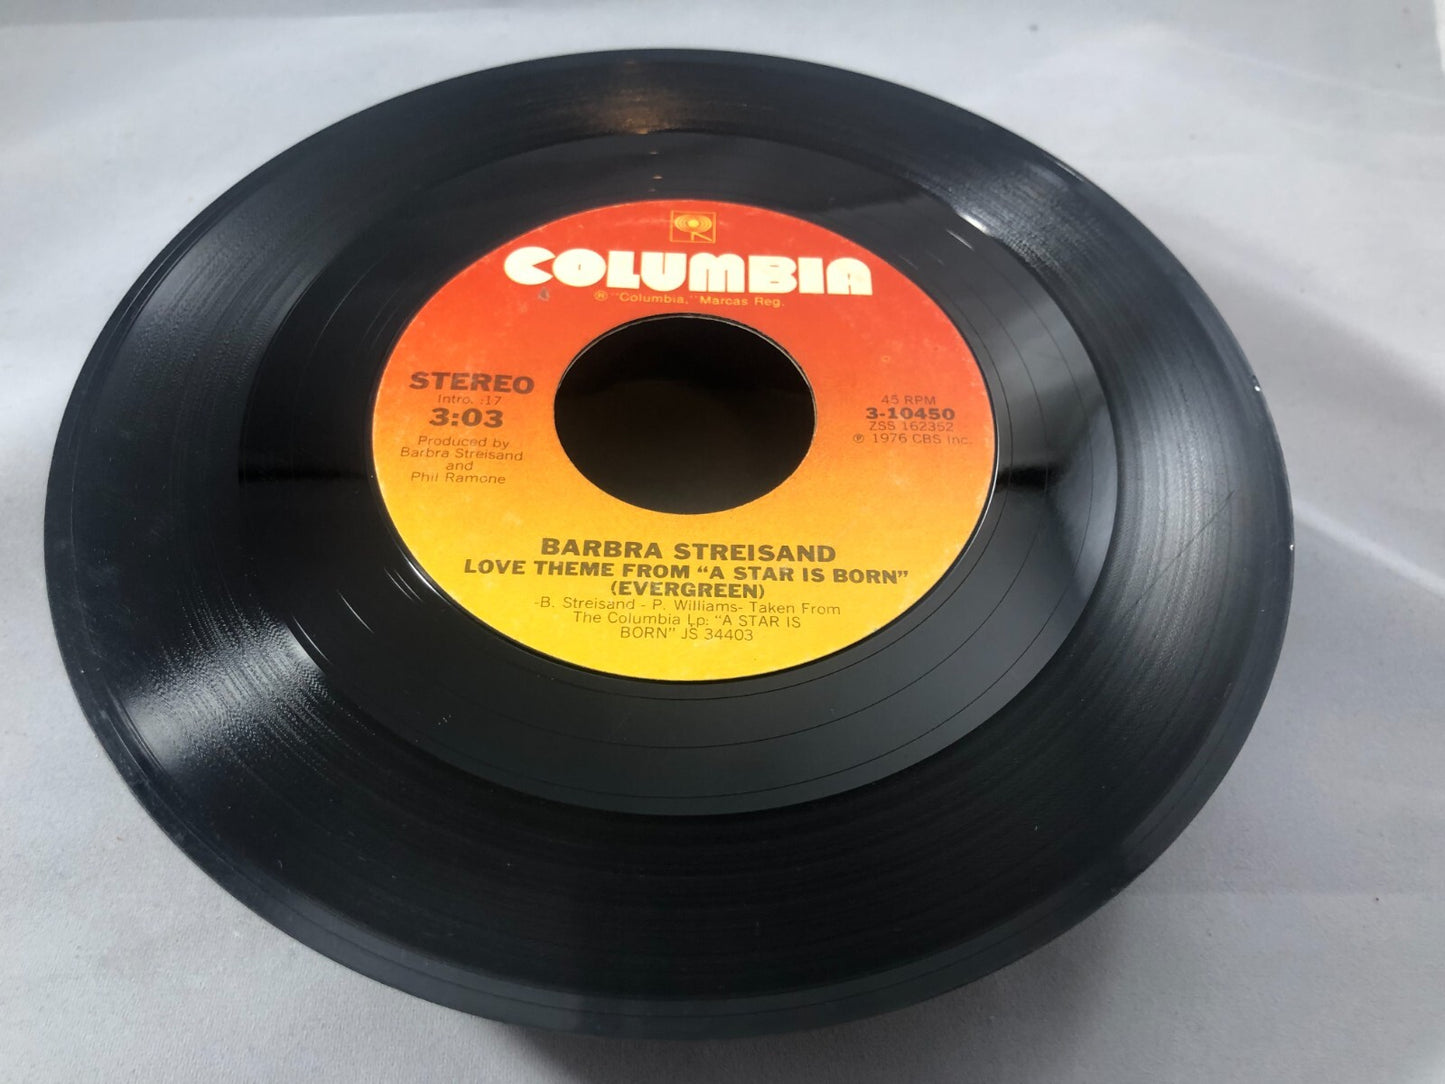 COLUMBIA
® "Columbia," Marcas Reg.
STEREO
Intro. :17
3:03
Produced by
Barbra Streisand
and
Phil Ramone
45 RPM
3-10450
ZSS 162352
℗ 1976 CBS Inc.
BARBRA STREISAND
LOVE THEME FROM "A STAR IS BORN"
(EVERGREEN)
-B. Streisand - P. Williams- Taken From
The Columbia Lp: "A STAR IS
BORN" JS 34403